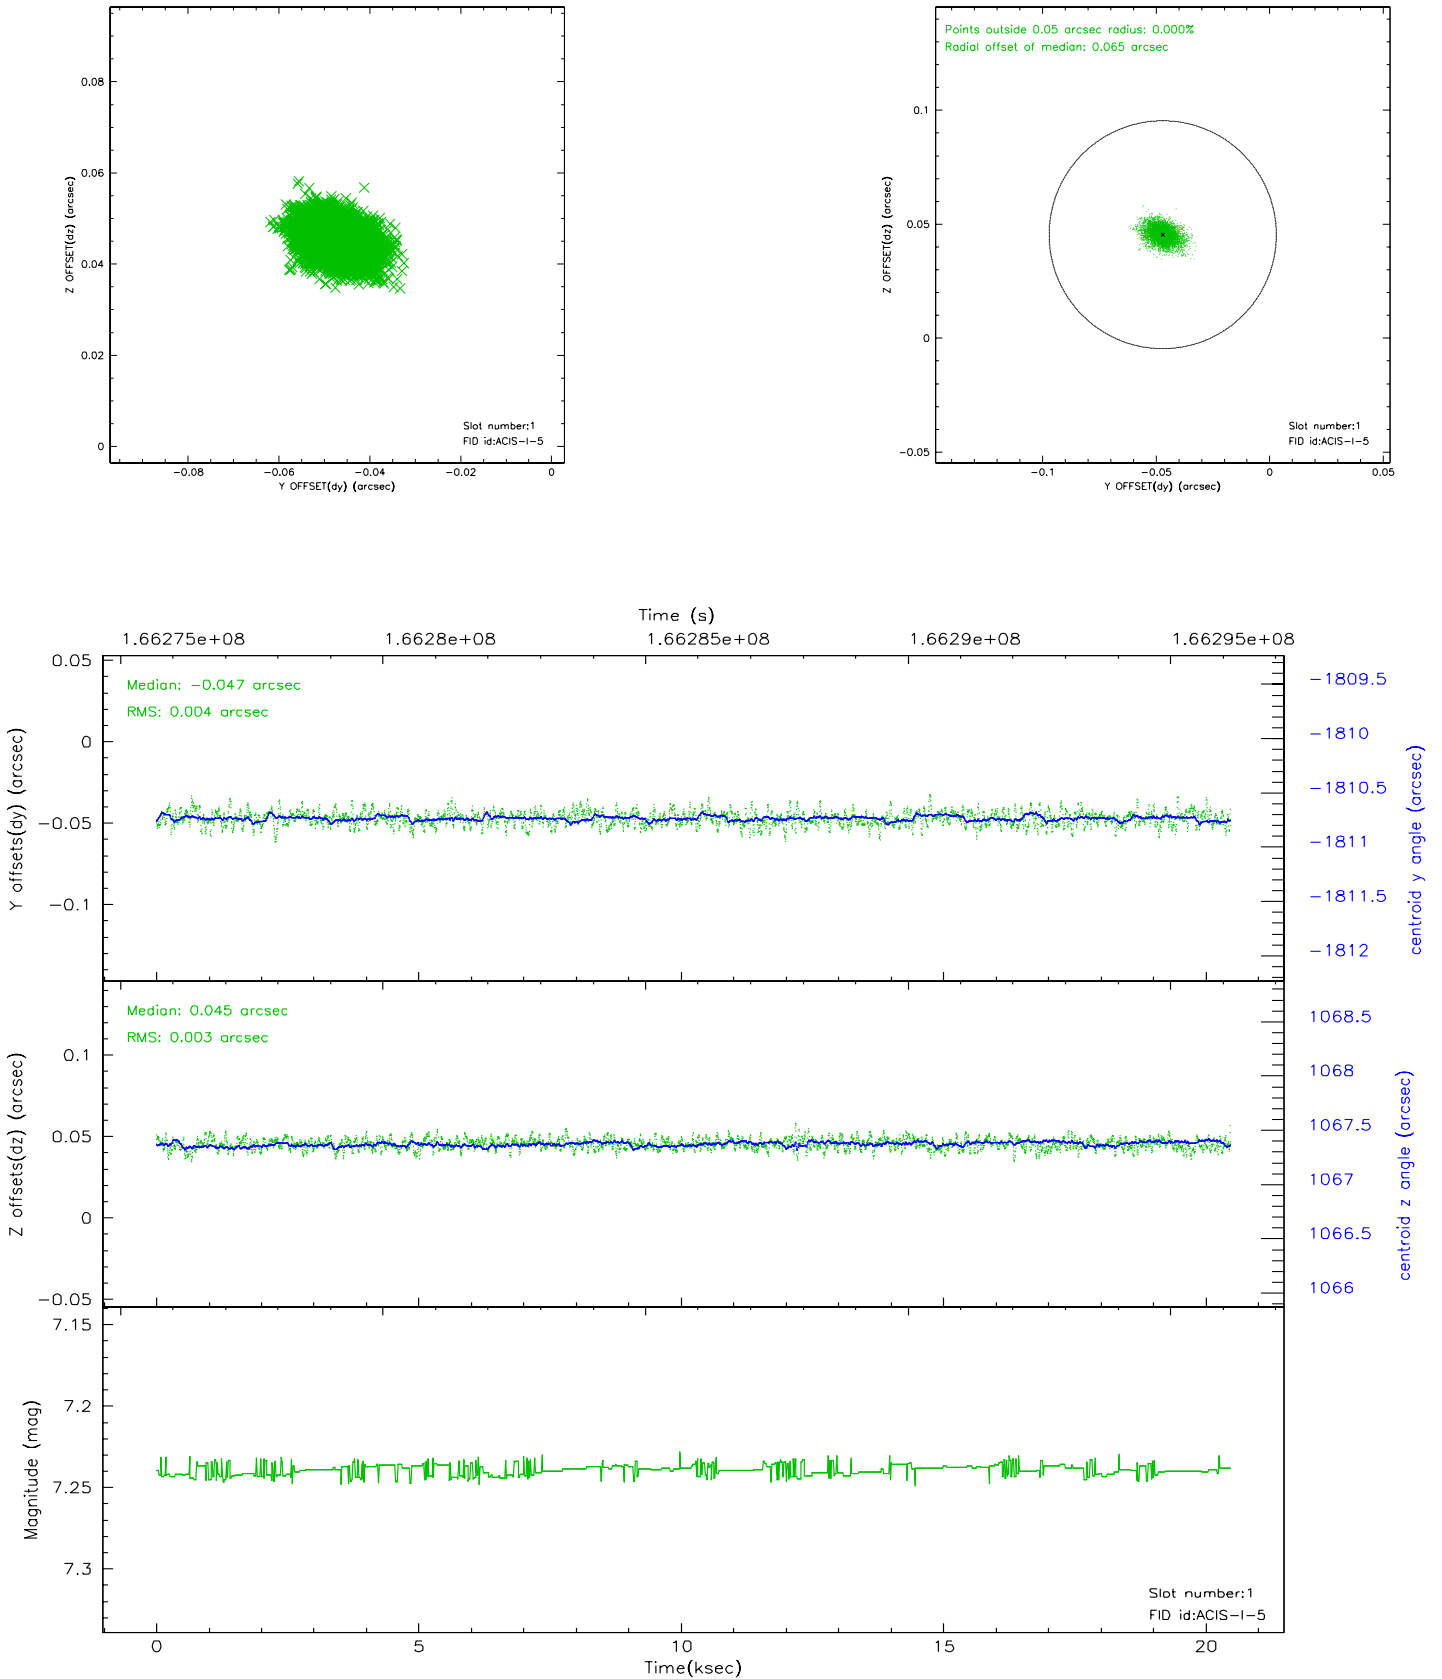 0.08
0.06
0.04
0.02
0
Z OFFSET(dz) (arcsec)
Slot number:1
FID id:ACIS-I-5
-0.08 -0.06 -0.04 -0.02 0
Y OFFSET(dy) (arcsec)
Points outside 0.05 arcsec radius: 0.000%
Radial offset of median: 0.065 arcsec
0.1
0.05
0
-0.05
Z OFFSET(dz) (arcsec)
Slot number:1
FID id:ACIS-I-5
-0.1 -0.05 0 0.05
Y OFFSET(dy) (arcsec)
Time (s)
1.66275e+08 1.6628e+08 1.66285e+08 1.6629e+08 1.66295e+08
Median: -0.047 arcsec
RMS: 0.004 arcsec
0.05
0
-0.05
-0.1
Y offsets(dy) (arcsec)
-1809.5
-1810
-1810.5
-1811
-1811.5
-1812
centroid y angle (arcsec)
Median: 0.045 arcsec
RMS: 0.003 arcsec
0.1
0.05
0
-0.05
Z offsets(dz) (arcsec)
1068.5
1068
1067.5
1067
1066.5
1066
centroid z angle (arcsec)
7.15
7.2
7.25
7.3
Magnitude (mag)
Slot number:1
FID id:ACIS-I-5
0 5 10 15 20
Time(ksec)